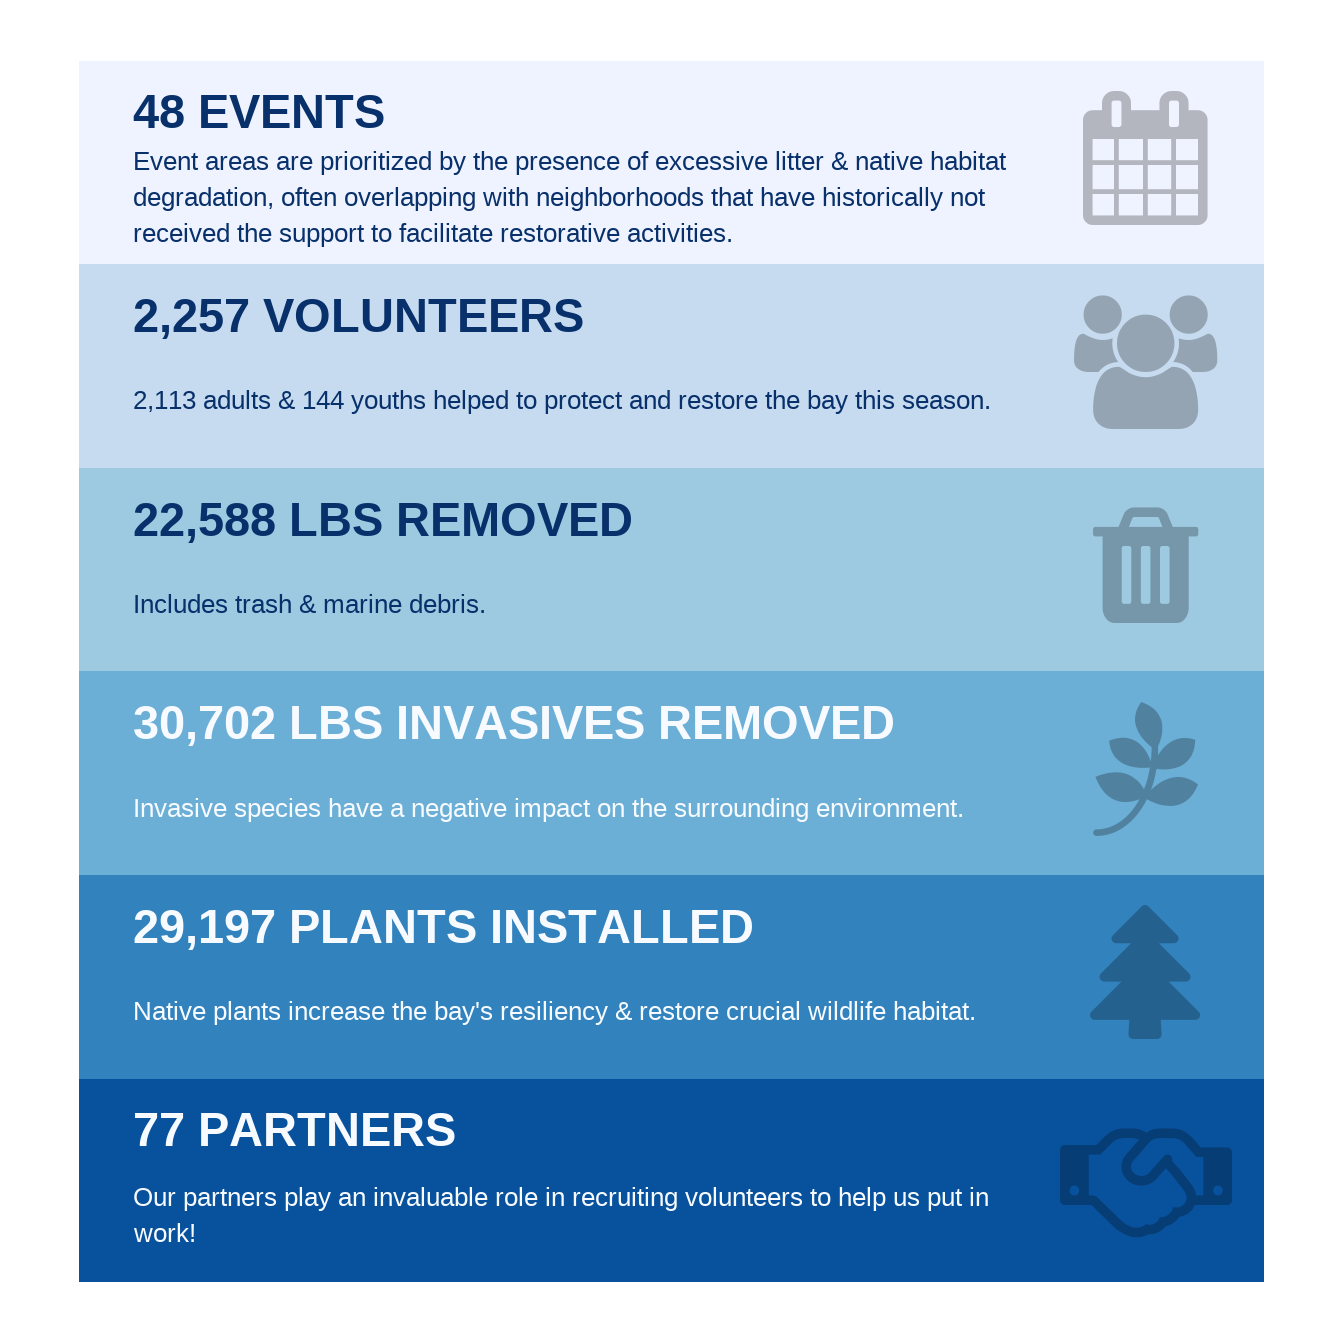 48 EVENTS
Event areas are prioritized by the presence of excessive litter & native habitat
degradation, often overlapping with neighborhoods that have historically not
received the support to facilitate restorative activities.
2,257 VOLUNTEERS
2,113 adults & 144 youths helped to protect and restore the bay this season.
22,588 LBS REMOVED
Includes trash & marine debris.
30,702 LBS INVASIVES REMOVED
Invasive species have a negative impact on the surrounding environment.
29,197 PLANTS INSTALLED
Native plants increase the bay's resiliency & restore crucial wildlife habitat.
77 PARTNERS
Our partners play an invaluable role in recruiting volunteers to help us put in
work!